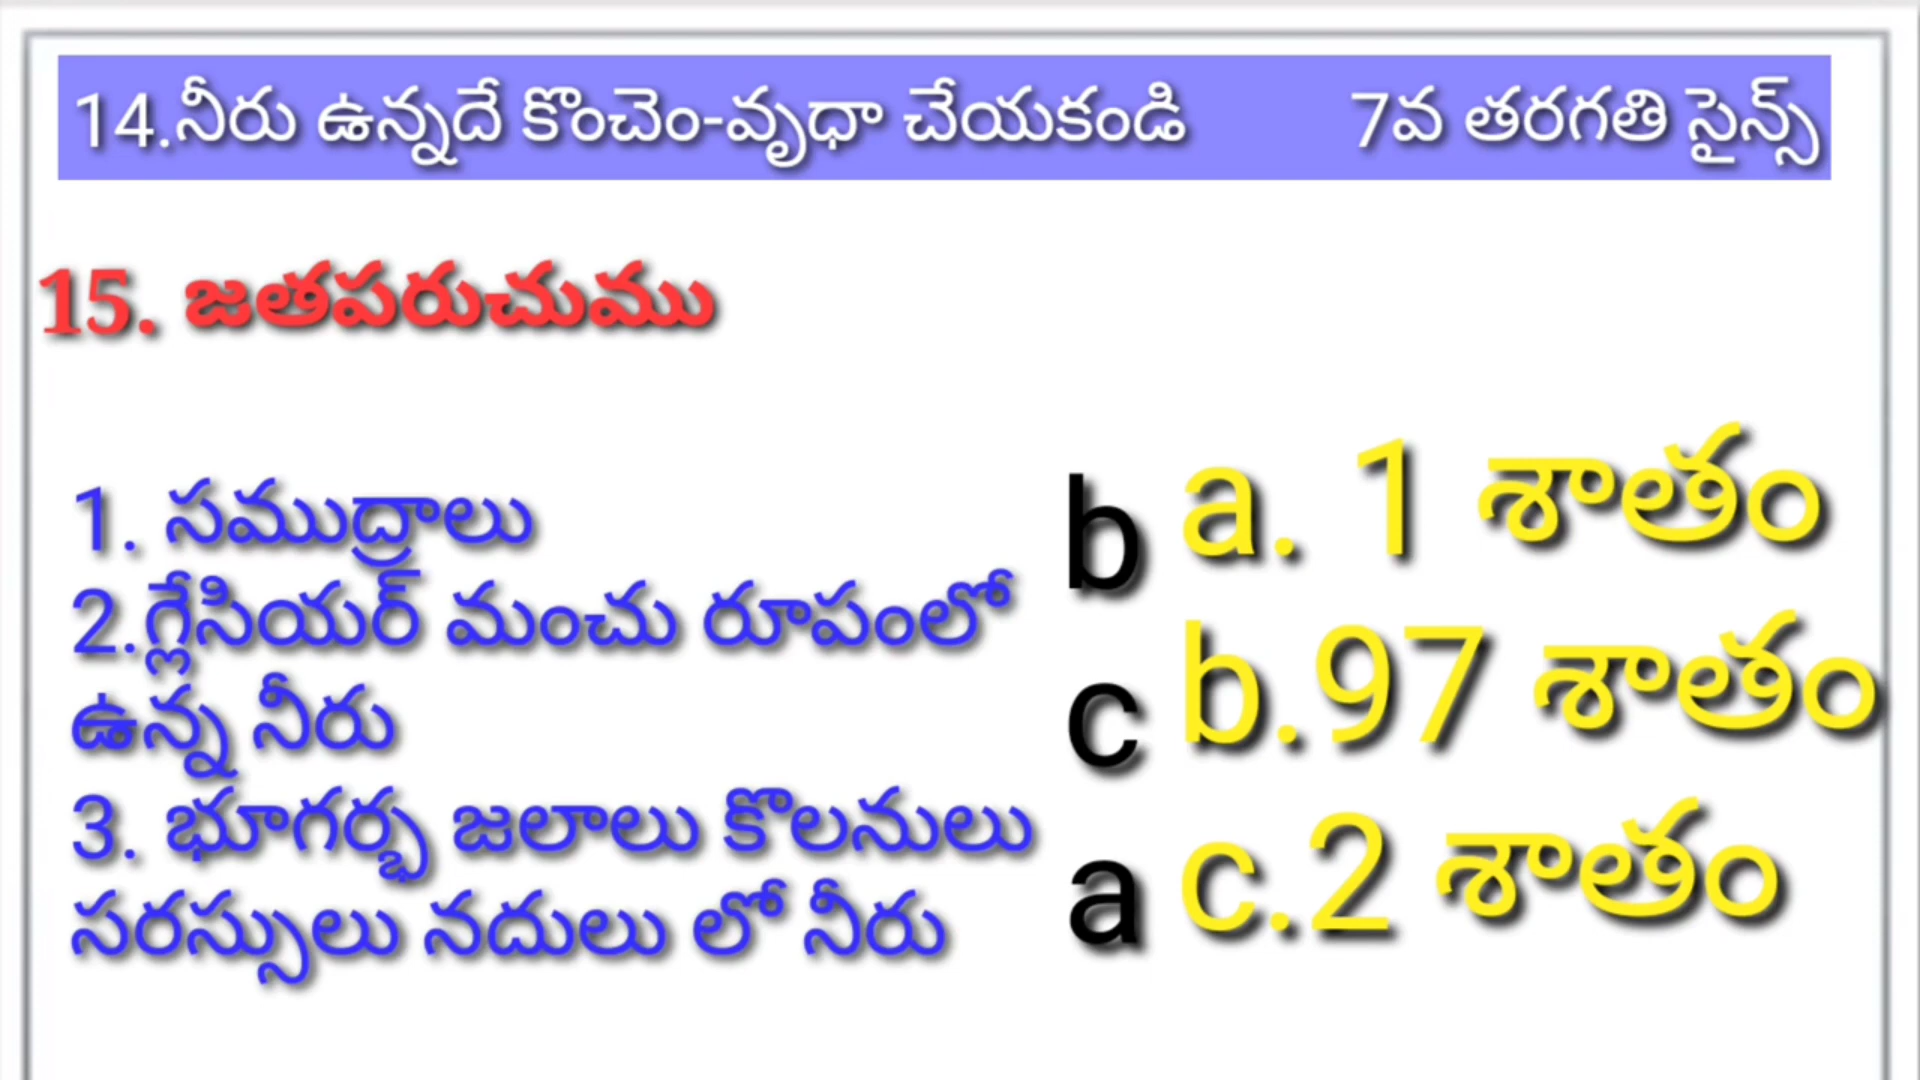 14.నీరు ఉన్నదే కొంచెం-వృధా చేయకండి 7వ తరగతి సైన్స్
15. జతపరుచుము
1. సముద్రాలు
2.గ్లేసియర్ మంచు రూపంలో
ఉన్న నీరు
3. భూగర్భ జలాలు కొలనులు
సరస్సులు నదులు లో నీరు
b
c
a
a. 1 శాతం
b.97 శాతం
c.2 శాతం